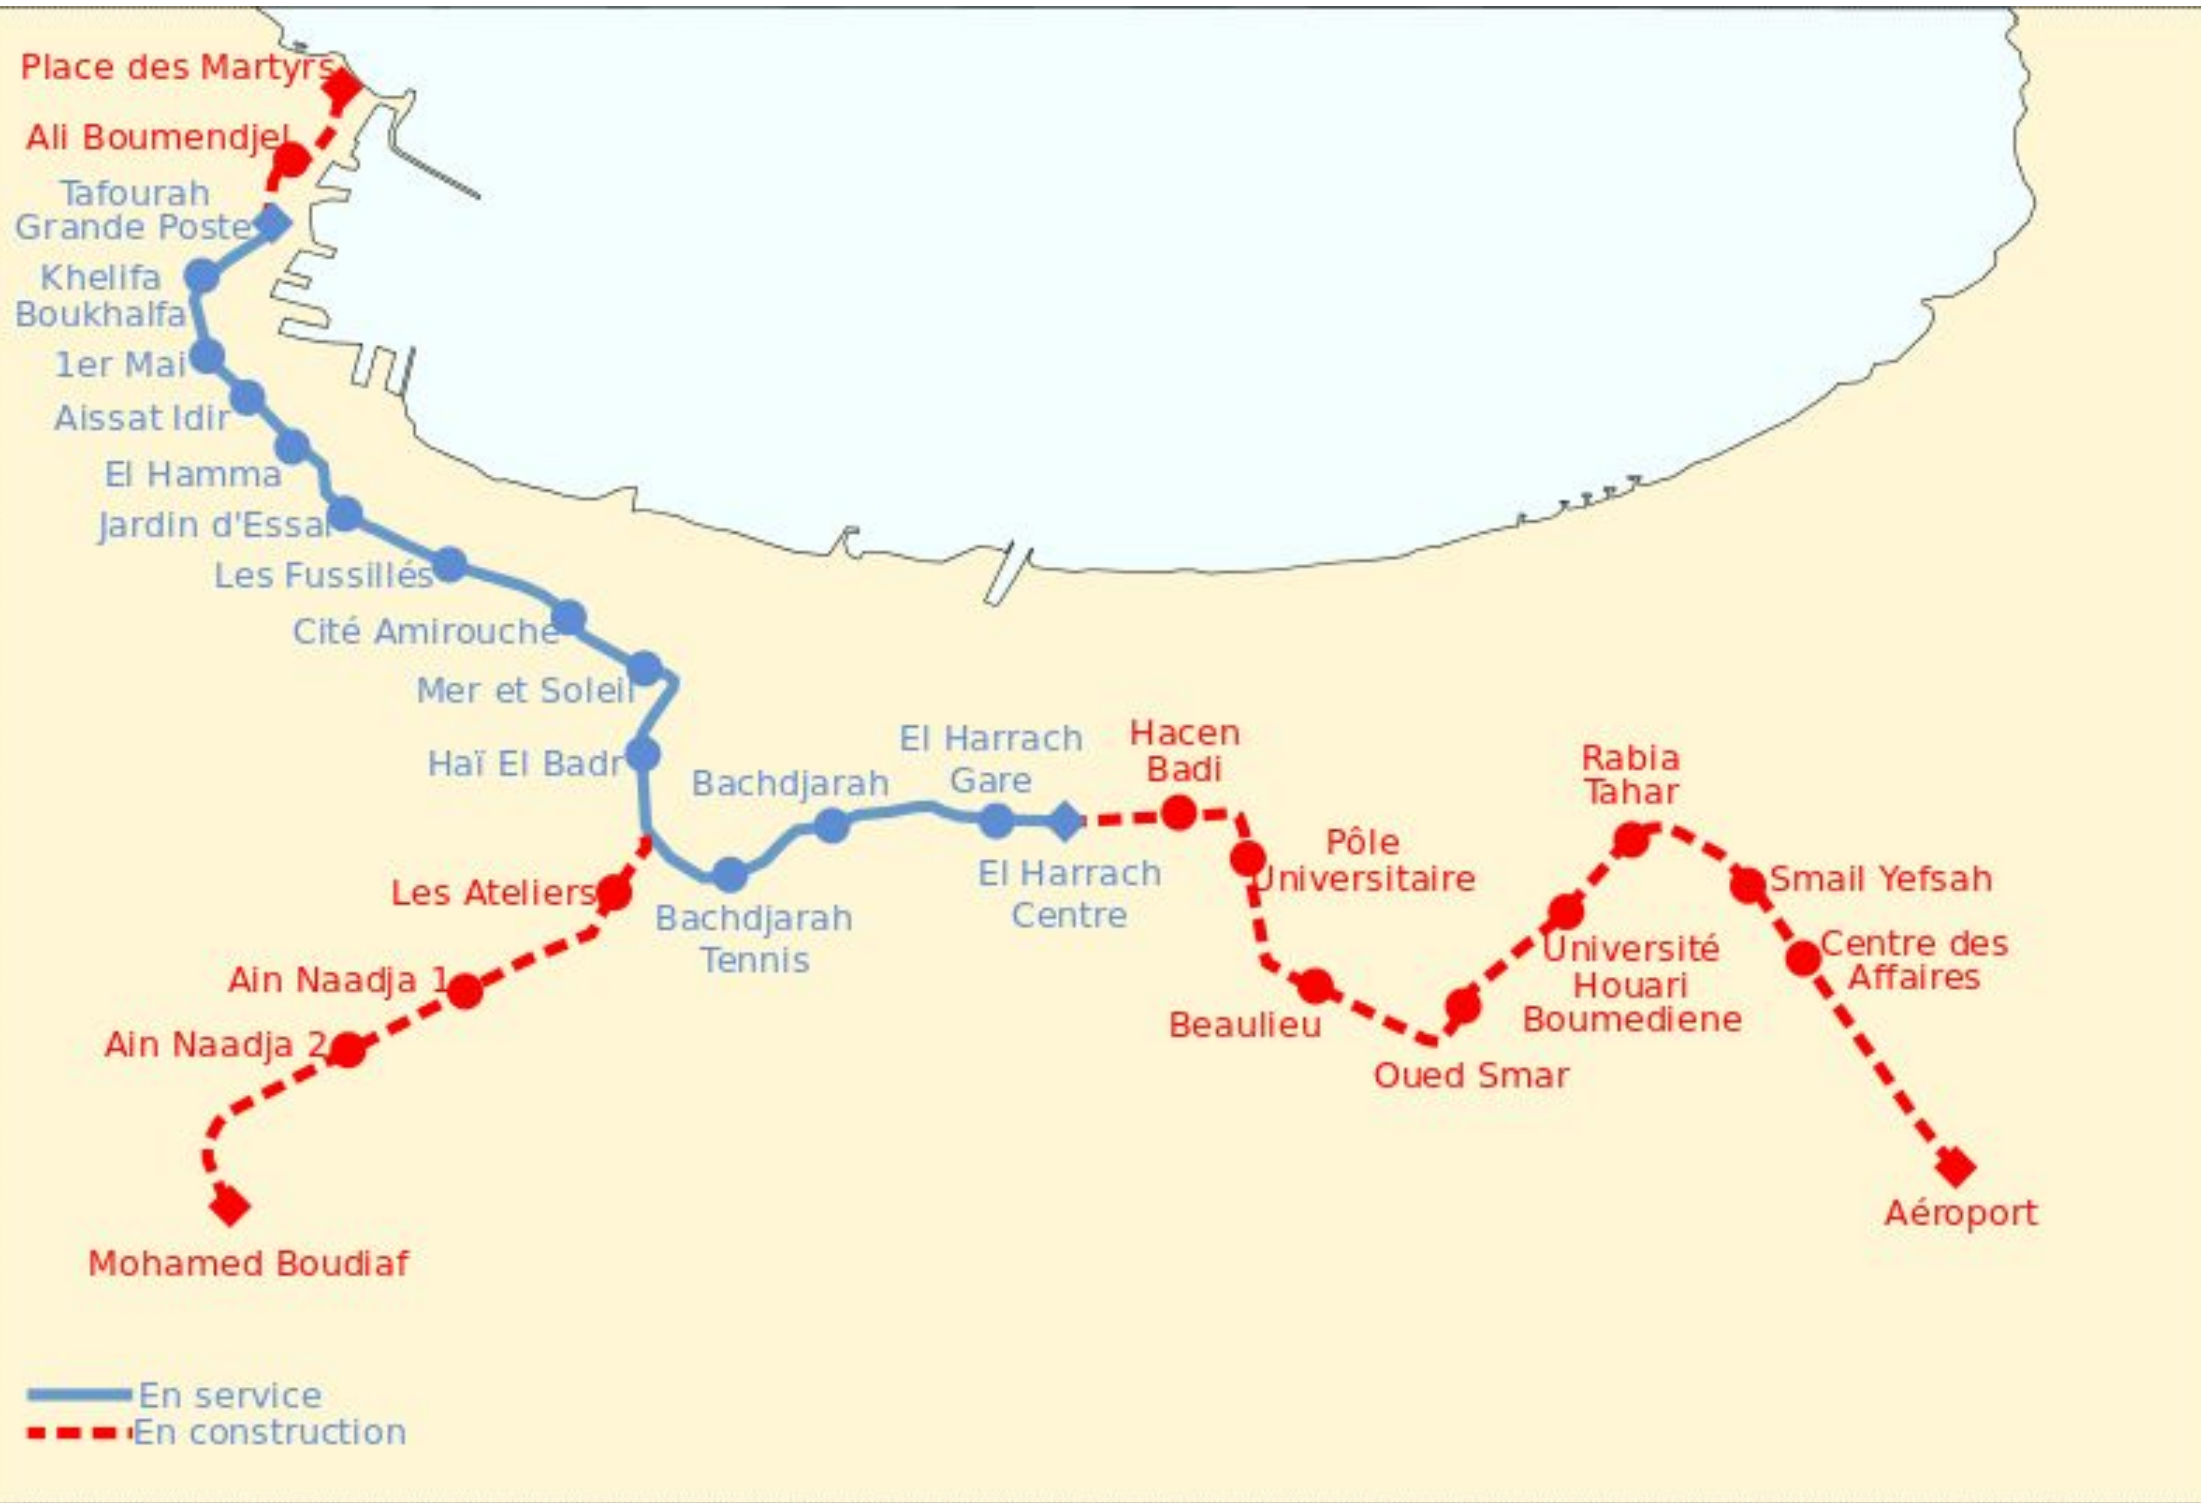 Place des Martyrs
Ali Boumendjel
Tafourah
Grande Poste
Khelifa
Boukhalfa
1er Mai
Aissat Idir
El Hamma
Jardin d'Essai
Les Fussillés
Cité Amirouche
Mer et Soleil
Haï El Badr
Bachdjarah
El Harrach
Gare
Hacen
Badi
Rabia
Tahar
Pôle
Universitaire
Smail Yefsah
El Harrach
Centre
Les Ateliers
Bachdjarah
Tennis
Université
Houari
Boumediene
Centre des
Affaires
Ain Naadja 1
Beaulieu
Ain Naadja 2
Oued Smar
Aéroport
Mohamed Boudiaf
En service
En construction